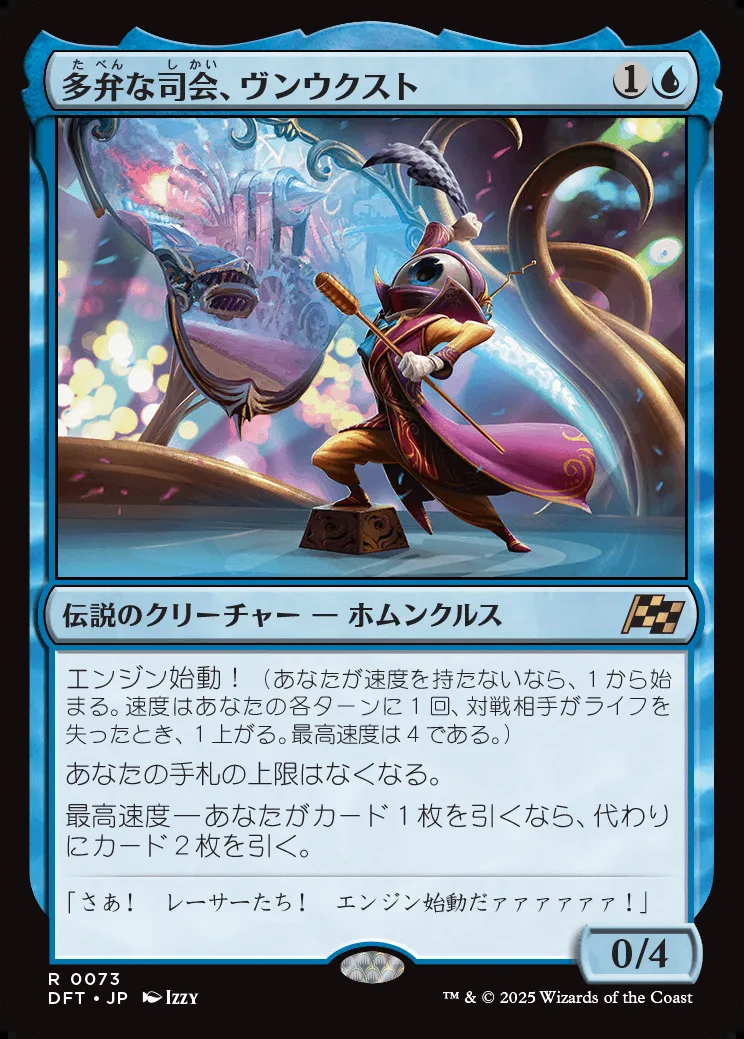 たべん しかい
多弁な司会、ヴンウクスト
1
伝説のクリーチャー — ホムンクルス
エンジン始動！（あなたが速度を持たないなら、１から始
まる。速度はあなたの各ターンに１回、対戦相手がライフを
失ったとき、１上がる。最高速度は４である。）
あなたの手札の上限はなくなる。
最高速度 — あなたがカード１枚を引くなら、代わり
にカード２枚を引く。
「さあ！　レーサーたち！　エンジン始動だァァァァァァ！」
0/4
R 0073
DFT • JP Izzy
™ & © 2025 Wizards of the Coast